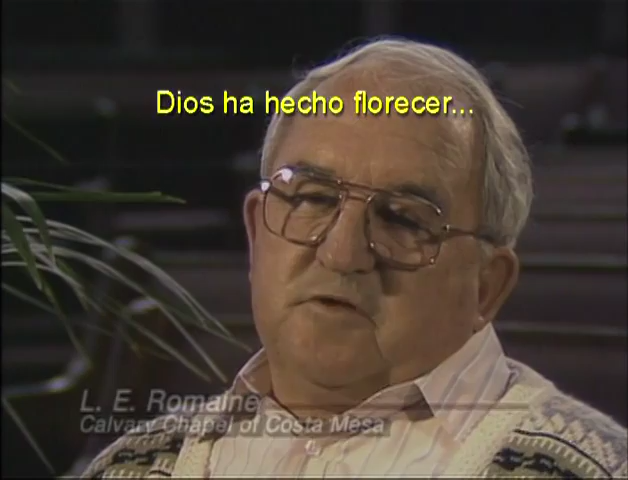 Dios ha hecho florecer...
L. E. Romaine
Calvary Chapel of Costa Mesa